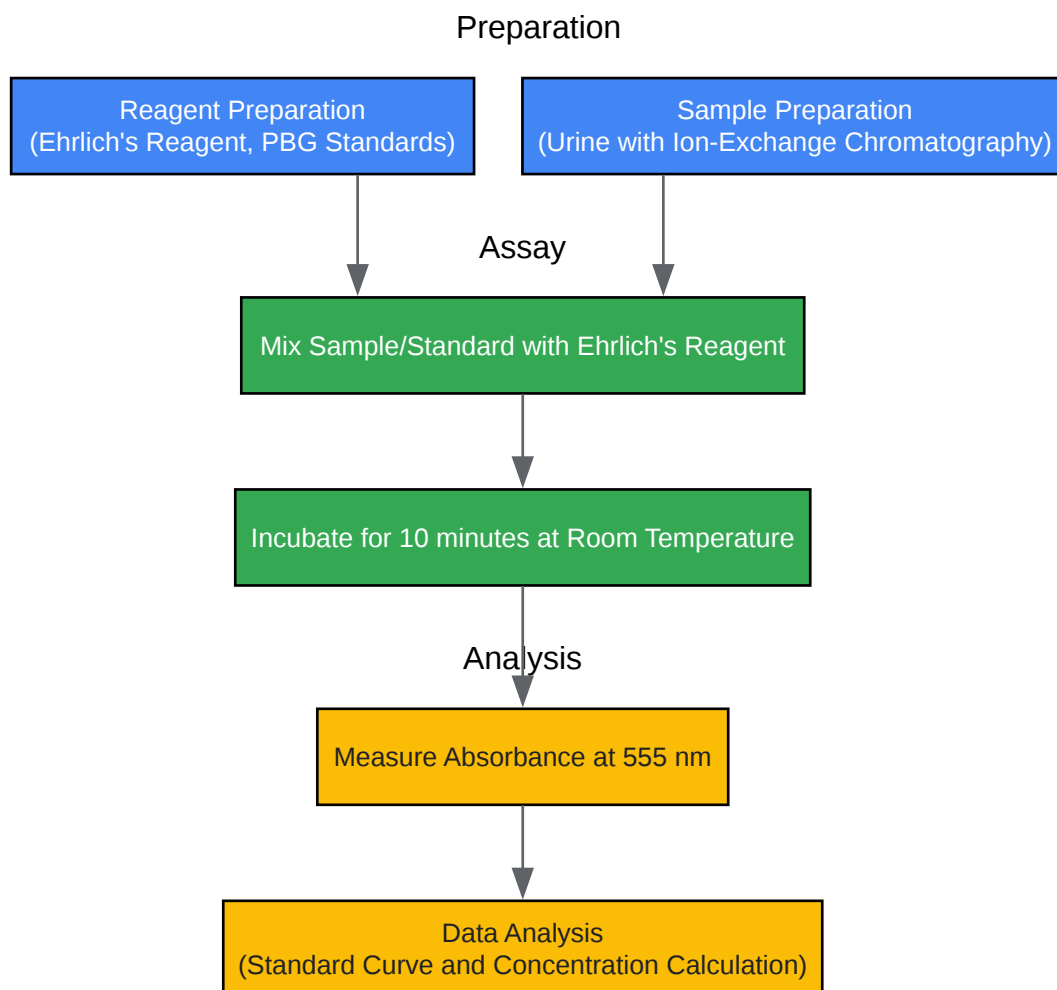 Preparation
Reagent Preparation
(Ehrlich's Reagent, PBG Standards)
Sample Preparation
(Urine with Ion-Exchange Chromatography)
Assay
Mix Sample/Standard with Ehrlich's Reagent
Incubate for 10 minutes at Room Temperature
Analysis
Measure Absorbance at 555 nm
Data Analysis
(Standard Curve and Concentration Calculation)